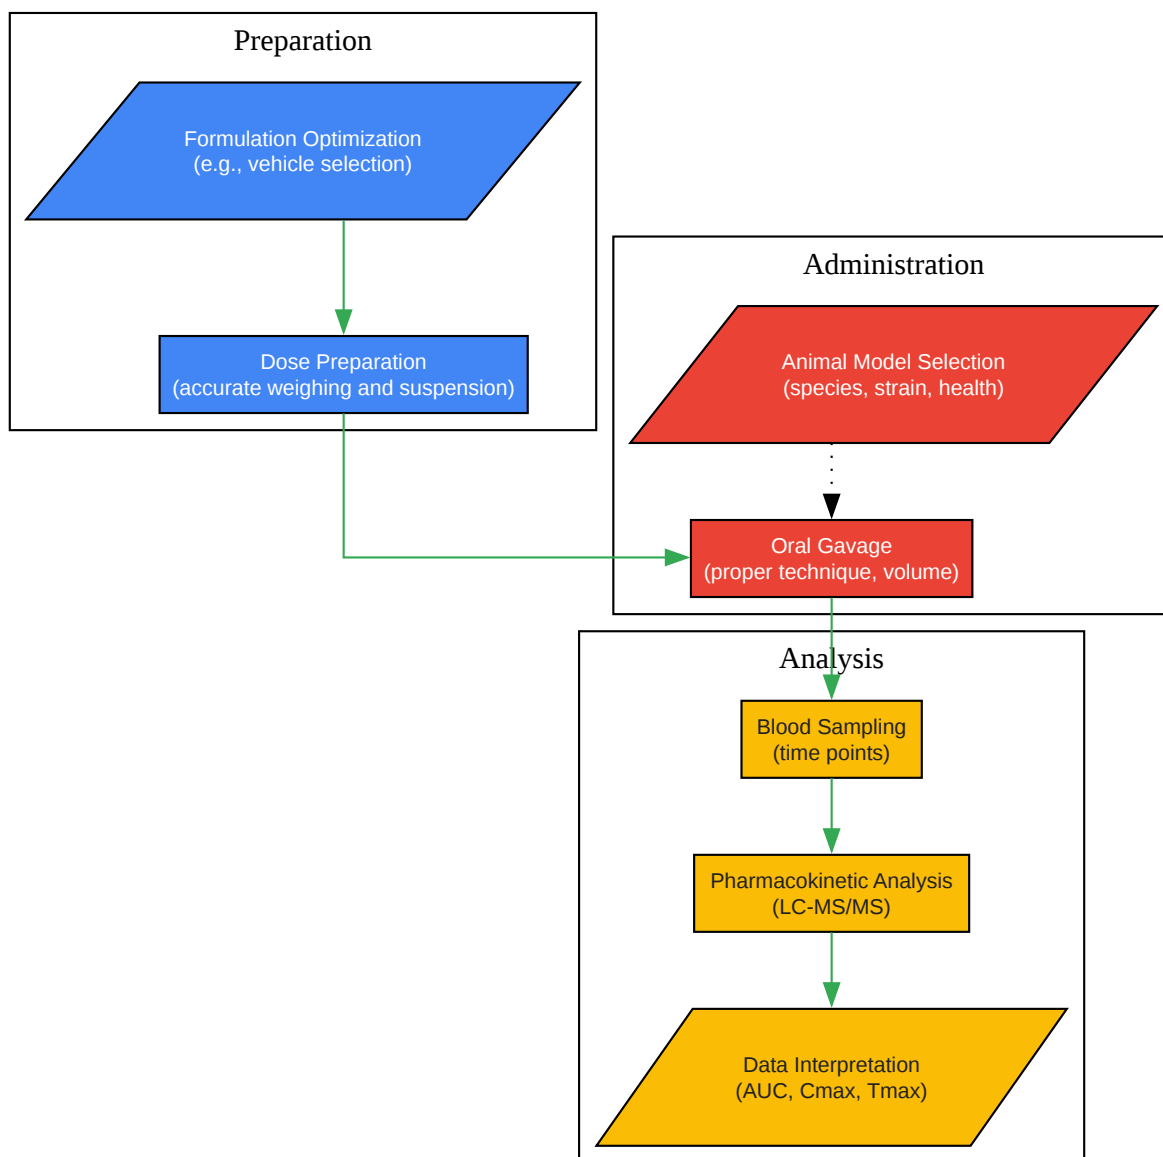 Preparation
Formulation Optimization
(e.g., vehicle selection)
Dose Preparation
(accurate weighing and suspension)
Administration
Animal Model Selection
(species, strain, health)
Oral Gavage
(proper technique, volume)
Analysis
Blood Sampling
(time points)
Pharmacokinetic Analysis
(LC-MS/MS)
Data Interpretation
(AUC, Cmax, Tmax)